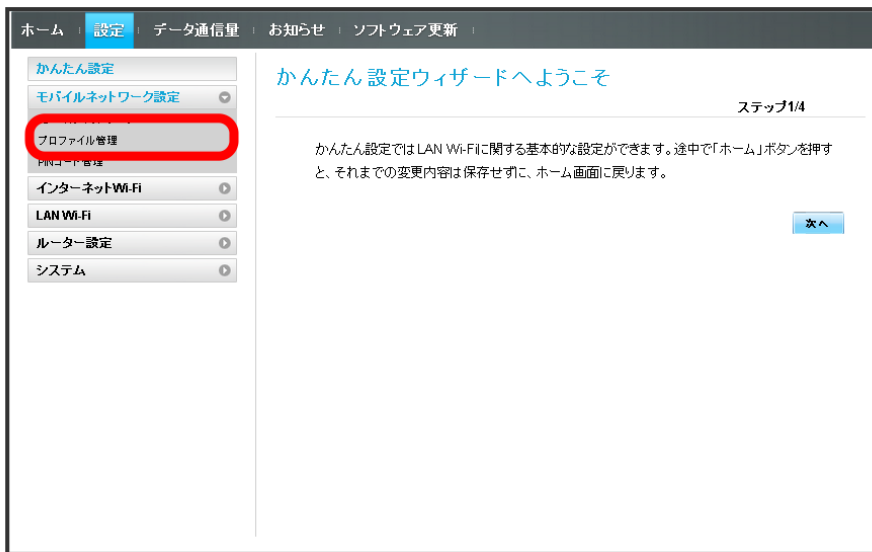 ホーム 設定 データ通信量 お知らせ ソフトウェア更新
かんたん設定
モバイルネットワーク設定
プロファイル管理
PINコード管理
インターネットWi-Fi
LAN Wi-Fi
ルーター設定
システム
かんたん設定ウィザードへようこそ
ステップ1/4
かんたん設定ではLAN Wi-Fiに関する基本的な設定ができます。途中で「ホーム」ボタンを押す
と、それまでの変更内容は保存せずに、ホーム画面に戻ります。
次へ